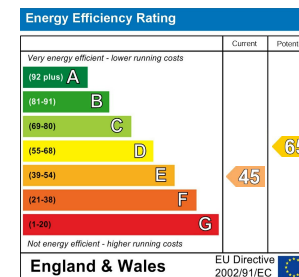 Energy Efficiency Rating
Current
Very energy efficient - lower running costs
(92 plus) A
(81-91) B
(69-80) C
(55-68) D
(39-54) E
45
(21-38) F
(1-20) G
Not energy efficient - higher running costs
England & Wales
EU Directive
2002/91/EC